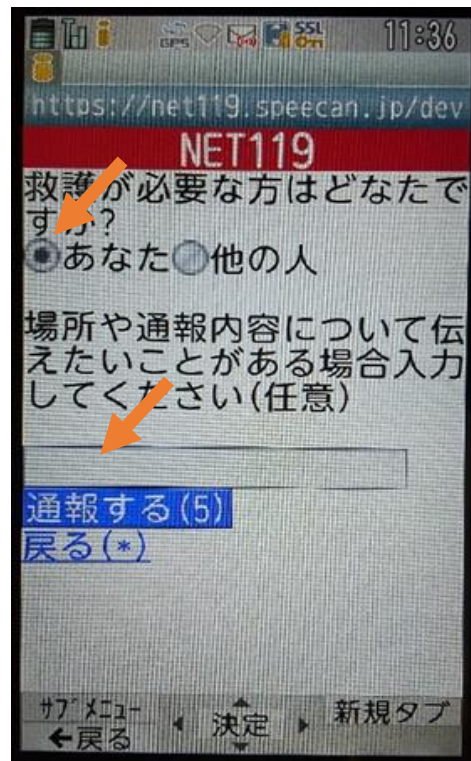 GPS SSL On 11:36
https://net119.speecan.jp/dev
NET119
救護が必要な方はどなたで
すか?
あなた 他の人
場所や通報内容について伝
えたいことがある場合入力
してください(任意)
通報する(5)
戻る(*)
サブメニュー 新規タブ
決定
←戻る